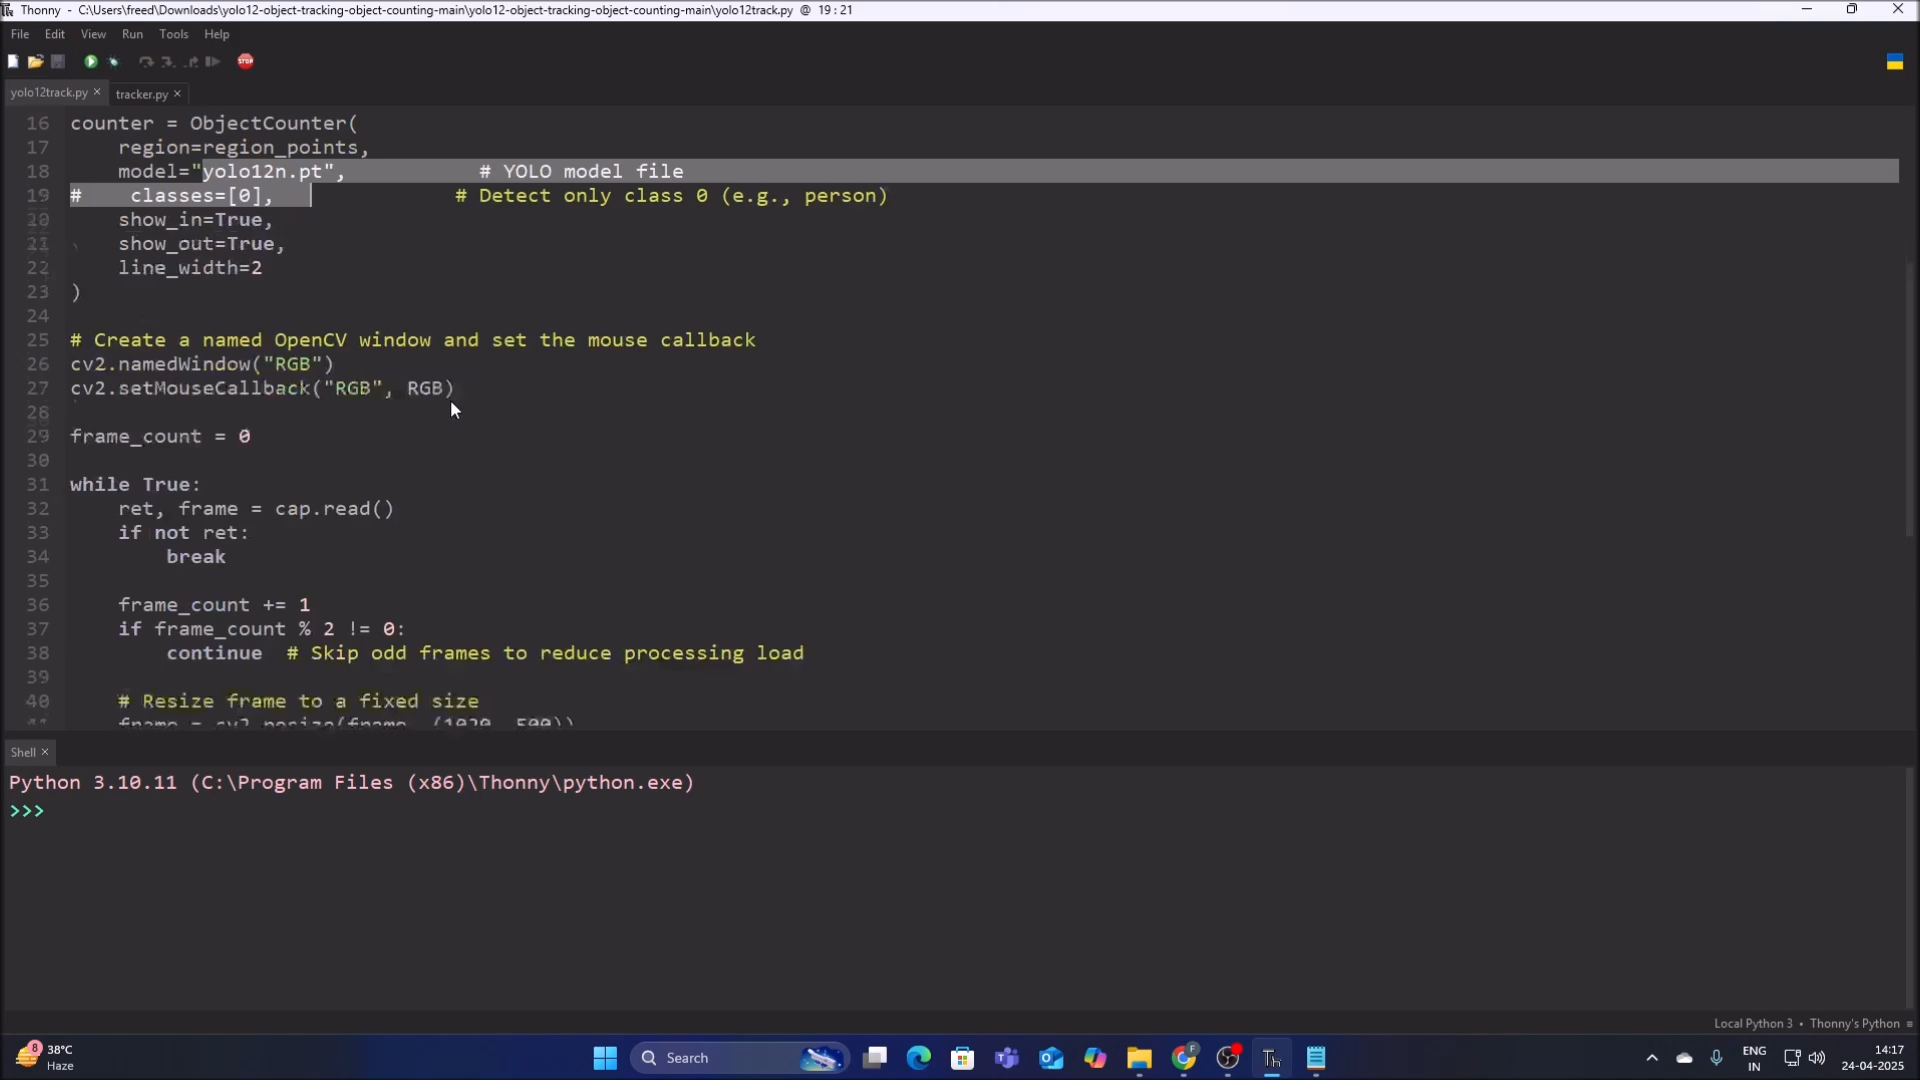 Thonny - C:\Users\freed\Downloads\yolo12-object-tracking-object-counting-main\yolo12-object-tracking-object-counting-main\yolo12track.py @ 19 : 21
File Edit View Run Tools Help
STOP
yolo12track.py × tracker.py ×
16 counter = ObjectCounter(
17     region=region_points,
18     model="yolo12n.pt",           # YOLO model file
19 #    classes=[0],               # Detect only class 0 (e.g., person)
20     show_in=True,
21     show_out=True,
22     line_width=2
23 )
24
25 # Create a named OpenCV window and set the mouse callback
26 cv2.namedWindow("RGB")
27 cv2.setMouseCallback("RGB", RGB)
28
29 frame_count = 0
30
31 while True:
32     ret, frame = cap.read()
33     if not ret:
34         break
35
36     frame_count += 1
37     if frame_count % 2 != 0:
38         continue  # Skip odd frames to reduce processing load
39
40     # Resize frame to a fixed size
41     frame = cv2.resize(frame, (1020, 500))
Shell ×
Python 3.10.11 (C:\Program Files (x86)\Thonny\python.exe)
>>>
Local Python 3 • Thonny's Python ≡
8 38°C
Haze
Search
Th
ENG
IN
14:17
24-04-2025